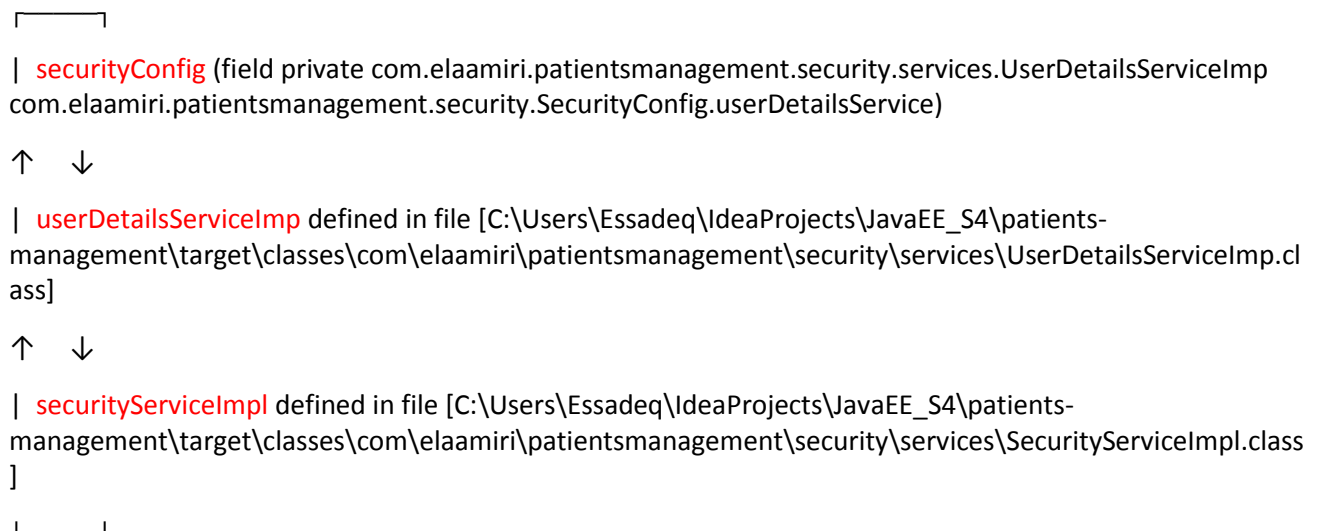 ┌─────┐
|  securityConfig (field private com.elaamiri.patientsmanagement.security.services.UserDetailsServiceImp
com.elaamiri.patientsmanagement.security.SecurityConfig.userDetailsService)
↑     ↓
|  userDetailsServiceImp defined in file [C:\Users\Essadeq\IdeaProjects\JavaEE_S4\patients-
management\target\classes\com\elaamiri\patientsmanagement\security\services\UserDetailsServiceImp.cl
ass]
↑     ↓
|  securityServiceImpl defined in file [C:\Users\Essadeq\IdeaProjects\JavaEE_S4\patients-
management\target\classes\com\elaamiri\patientsmanagement\security\services\SecurityServiceImpl.class
]